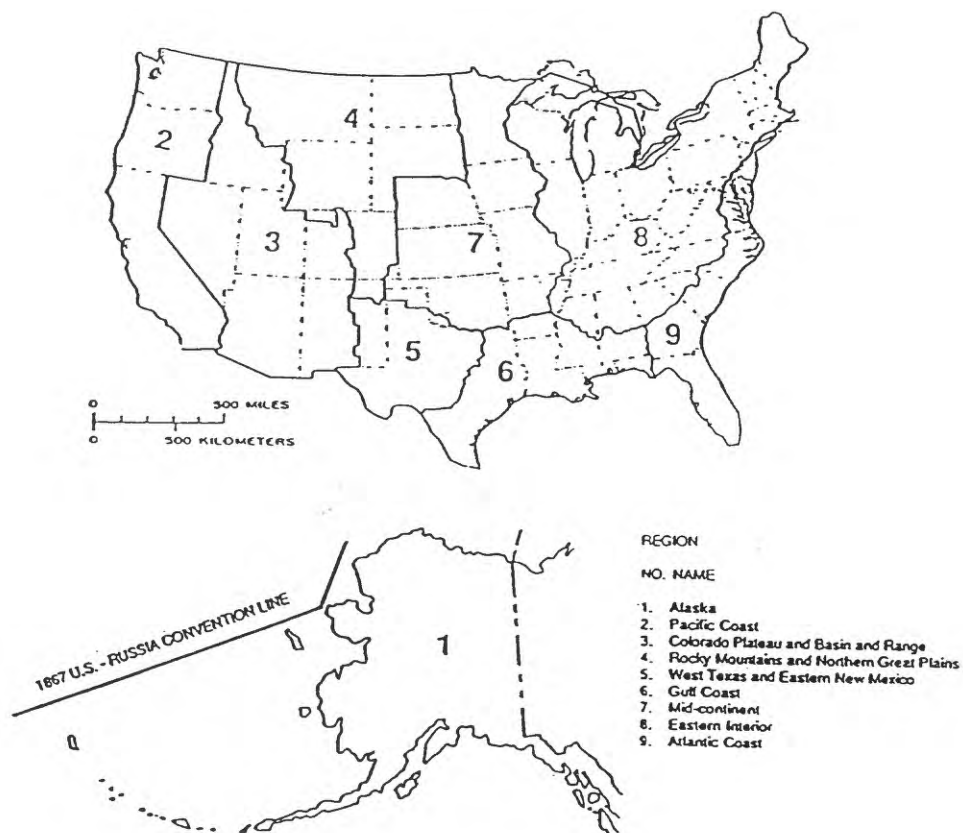 4
2
3
7
8
5
6
9
0 300 MILES
0 500 KILOMETERS
1867 U.S. - RUSSIA CONVENTION LINE
1
REGION
NO. NAME
1. Alaska
2. Pacific Coast
3. Colorado Plateau and Basin and Range
4. Rocky Mountains and Northern Great Plains
5. West Texas and Eastern New Mexico
6. Gulf Coast
7. Mid-continent
8. Eastern Interior
9. Atlantic Coast